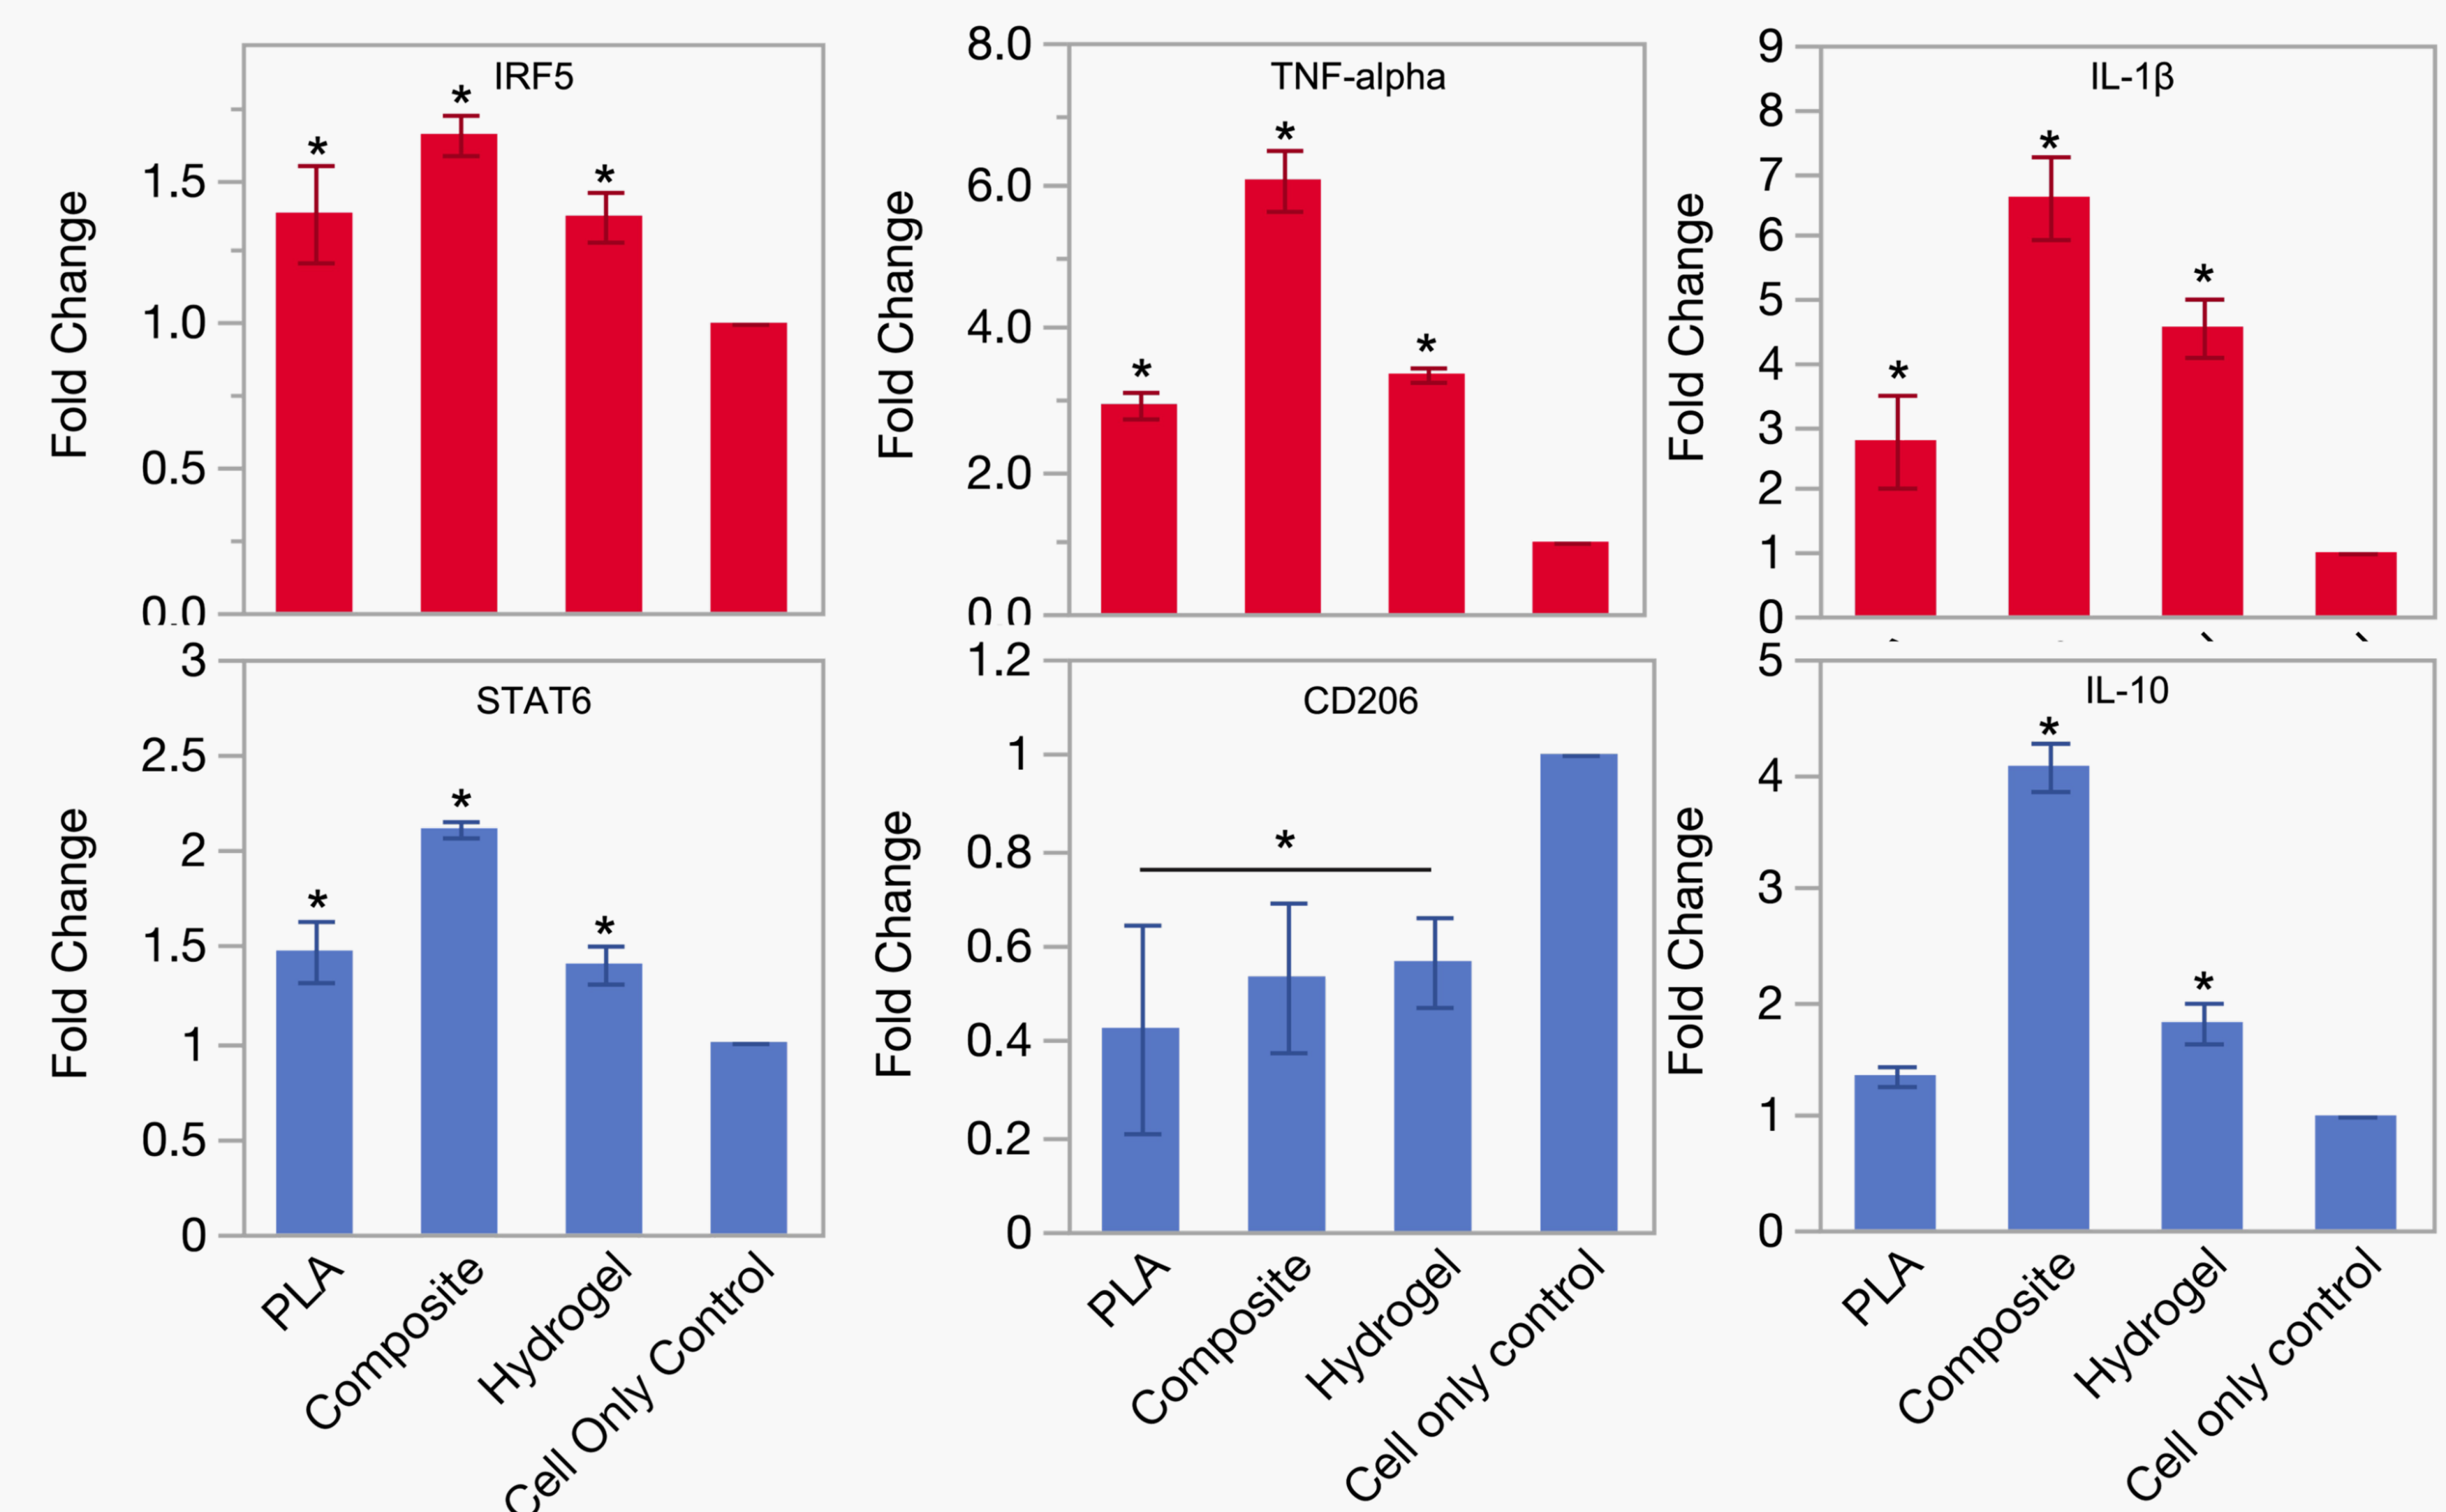 IRF5
*
*
*
Fold Change
1.5
1.0
0.5
0.0
TNF-alpha
*
*
*
Fold Change
8.0
6.0
4.0
2.0
0.0
IL-1β
*
*
*
Fold Change
9
8
7
6
5
4
3
2
1
0
STAT6
*
*
*
Fold Change
3
2.5
2
1.5
1
0.5
0
PLA
Composite
Hydrogel
Cell Only Control
CD206
*
Fold Change
1.2
1
0.8
0.6
0.4
0.2
0
PLA
Composite
Hydrogel
Cell only control
IL-10
*
*
Fold Change
5
4
3
2
1
0
PLA
Composite
Hydrogel
Cell only control